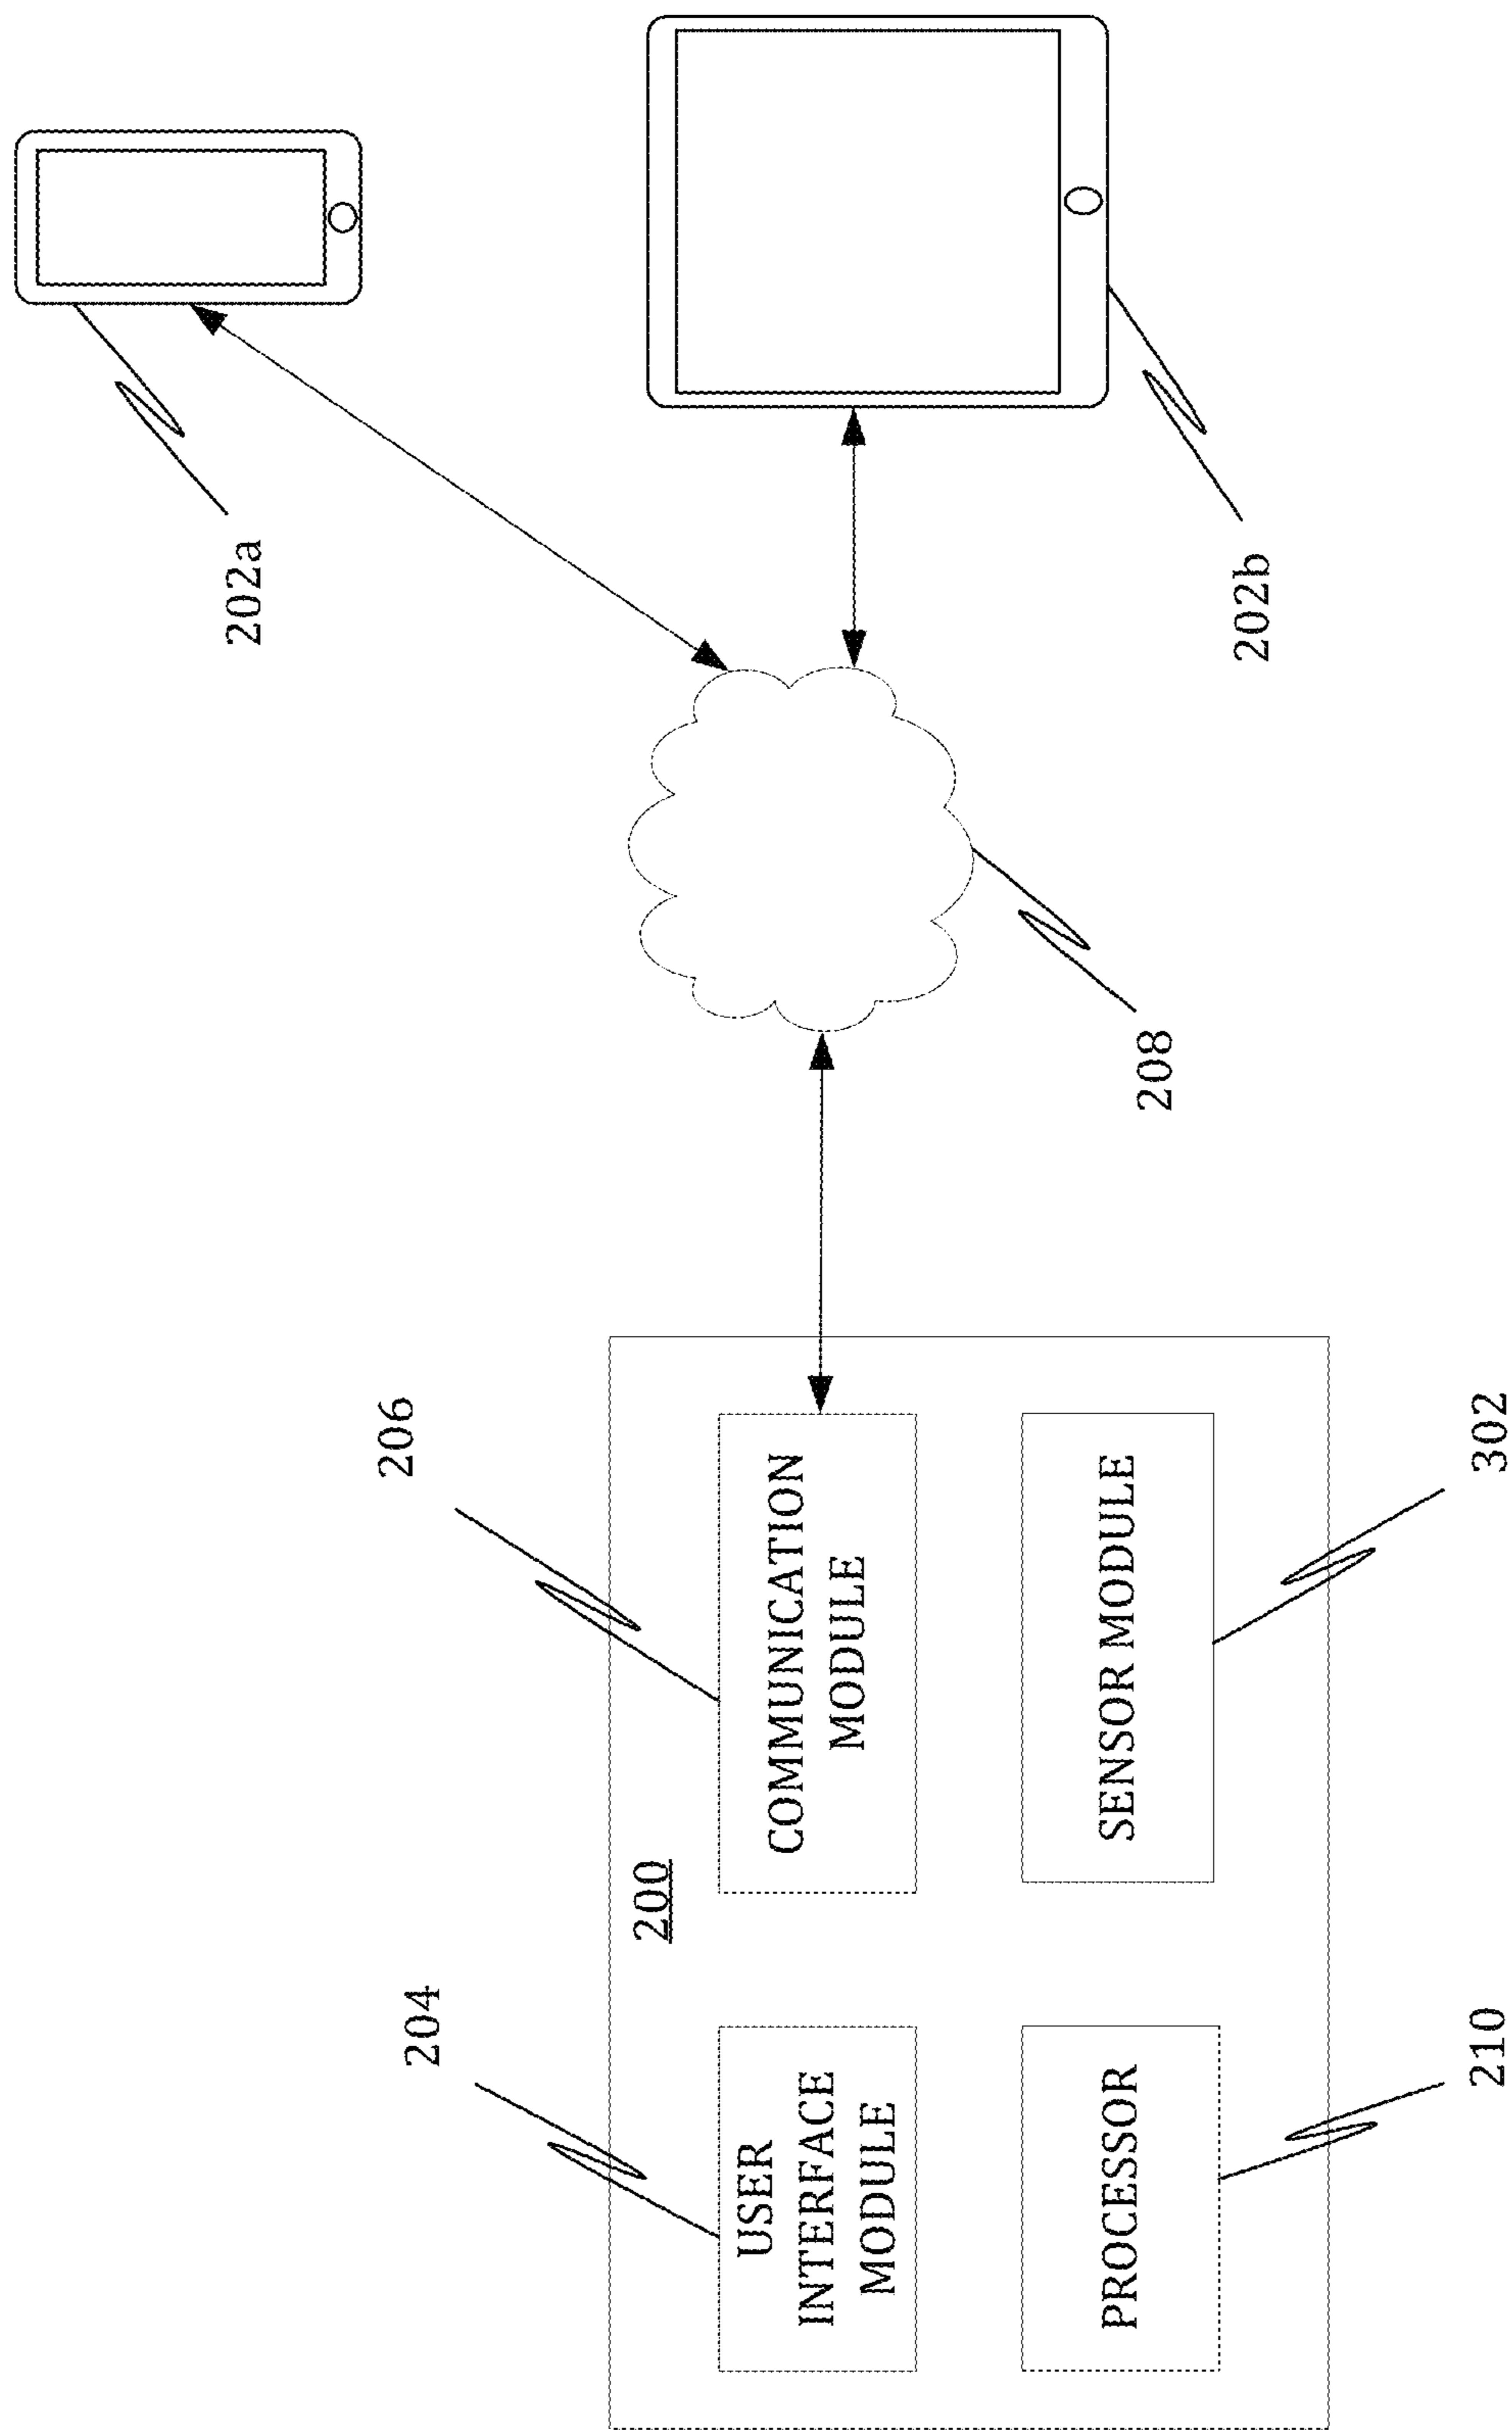 204
206
200
USER
INTERFACE
MODULE
COMMUNICATION
MODULE
PROCESSOR
SENSOR MODULE
210
302
208
202a
202b